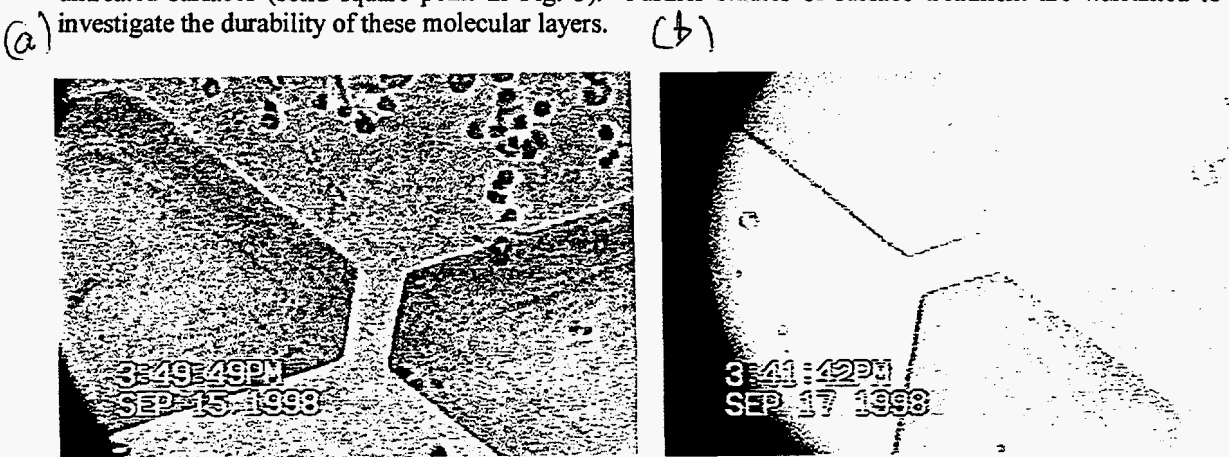 investigate the durability of these molecular layers.
(a)
(b)
3:49:49PM
SEP 15 1998
3:41:42PM
SEP 17 1998